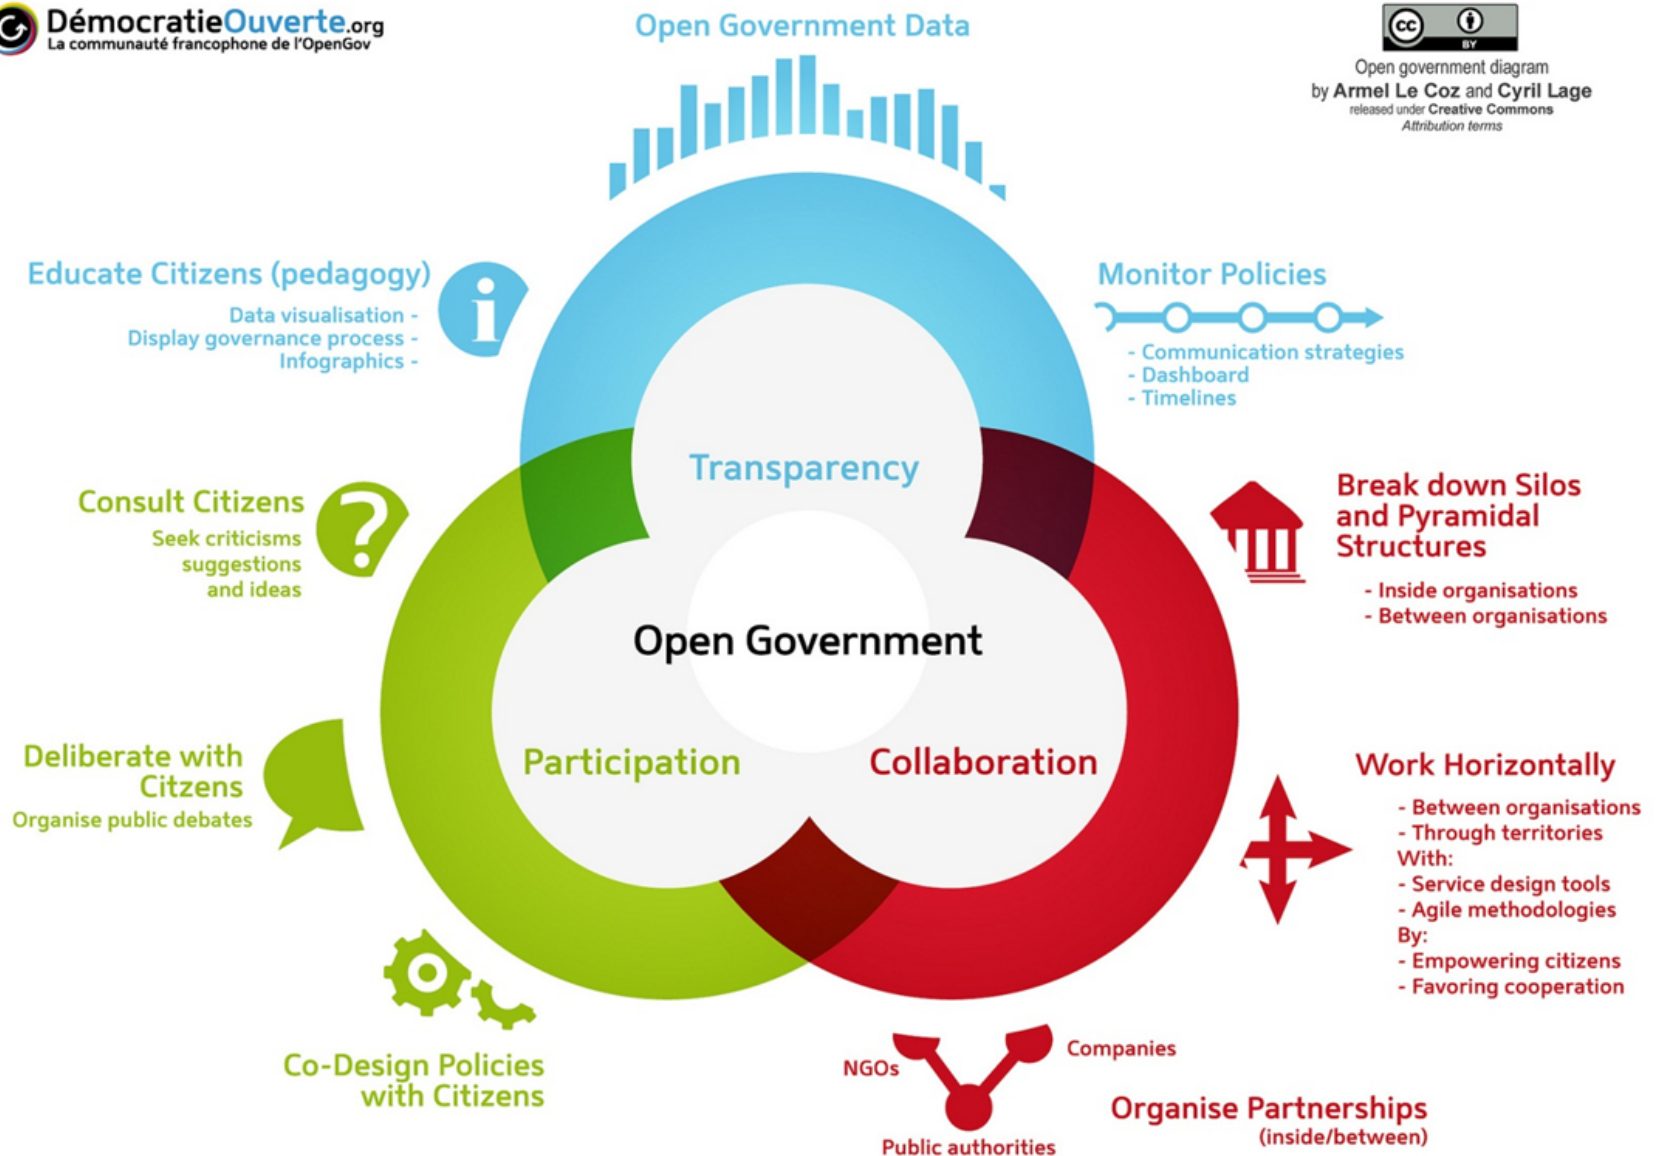 DémocratieOuverte.org
La communauté francophone de l'OpenGov
Open Government Data
cc
BY
Open government diagram
by Armel Le Coz and Cyril Lage
released under Creative Commons
Attribution terms
Educate Citizens (pedagogy)
Data visualisation -
Display governance process -
Infographics -
i
Monitor Policies
- Communication strategies
- Dashboard
- Timelines
Transparency
Consult Citizens
Seek criticisms
suggestions
and ideas
?
Break down Silos
and Pyramidal
Structures
- Inside organisations
- Between organisations
Open Government
Deliberate with
Citzens
Organise public debates
Participation
Collaboration
Work Horizontally
- Between organisations
- Through territories
With:
- Service design tools
- Agile methodologies
By:
- Empowering citizens
- Favoring cooperation
Co-Design Policies
with Citizens
NGOs
Companies
Public authorities
Organise Partnerships
(inside/between)